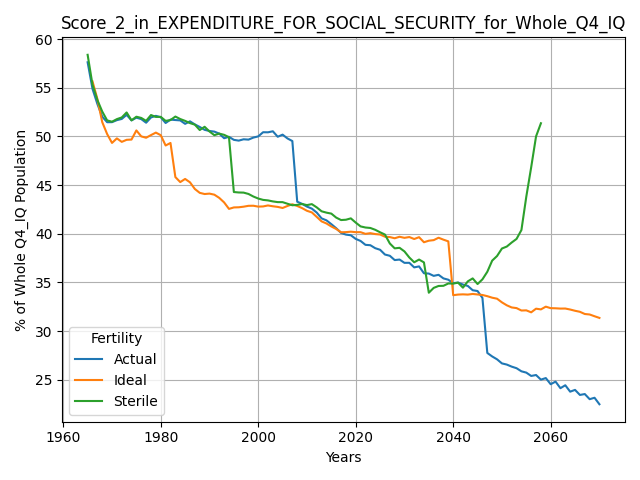 Score_2_in_EXPENDITURE_FOR_SOCIAL_SECURITY_for_Whole_Q4_IQ
% of Whole Q4_IQ Population
60
55
50
45
40
35
30
25
Fertility
Actual
Ideal
Sterile
1960 1980 2000 2020 2040 2060
Years